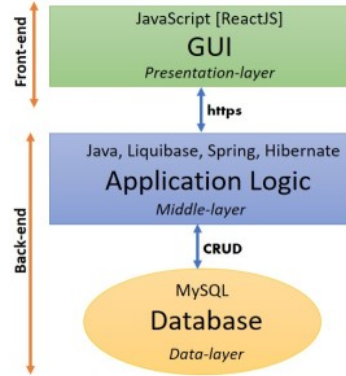 Front-end
JavaScript [ReactJS]
GUI
Presentation-layer
https
Back-end
Java, Liquibase, Spring, Hibernate
Application Logic
Middle-layer
CRUD
MySQL
Database
Data-layer